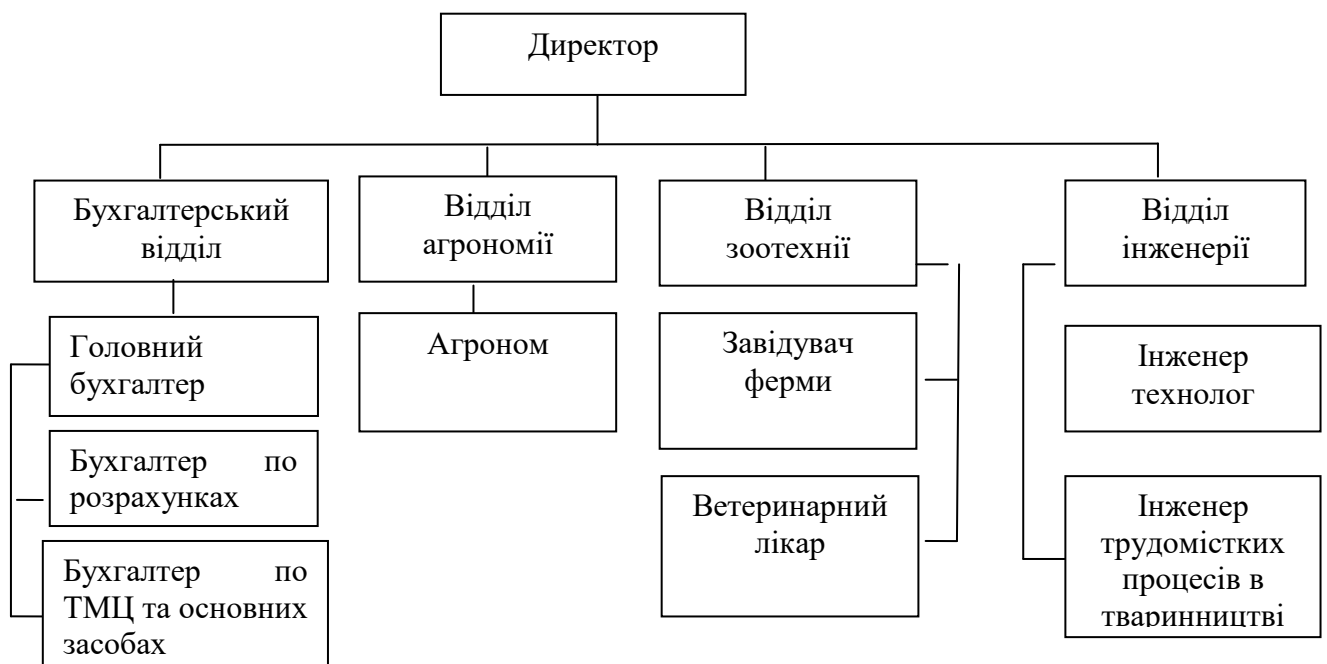 Директор
Бухгалтерський
відділ
Відділ
агрономії
Відділ
зоотехнії
Відділ
інженерії
Головний
бухгалтер
Агроном
Завідувач
ферми
Інженер
технолог
Бухгалтер по
розрахунках
Ветеринарний
лікар
Інженер
трудомістких
процесів в
тваринництві
Бухгалтер по
ТМЦ та основних
засобах